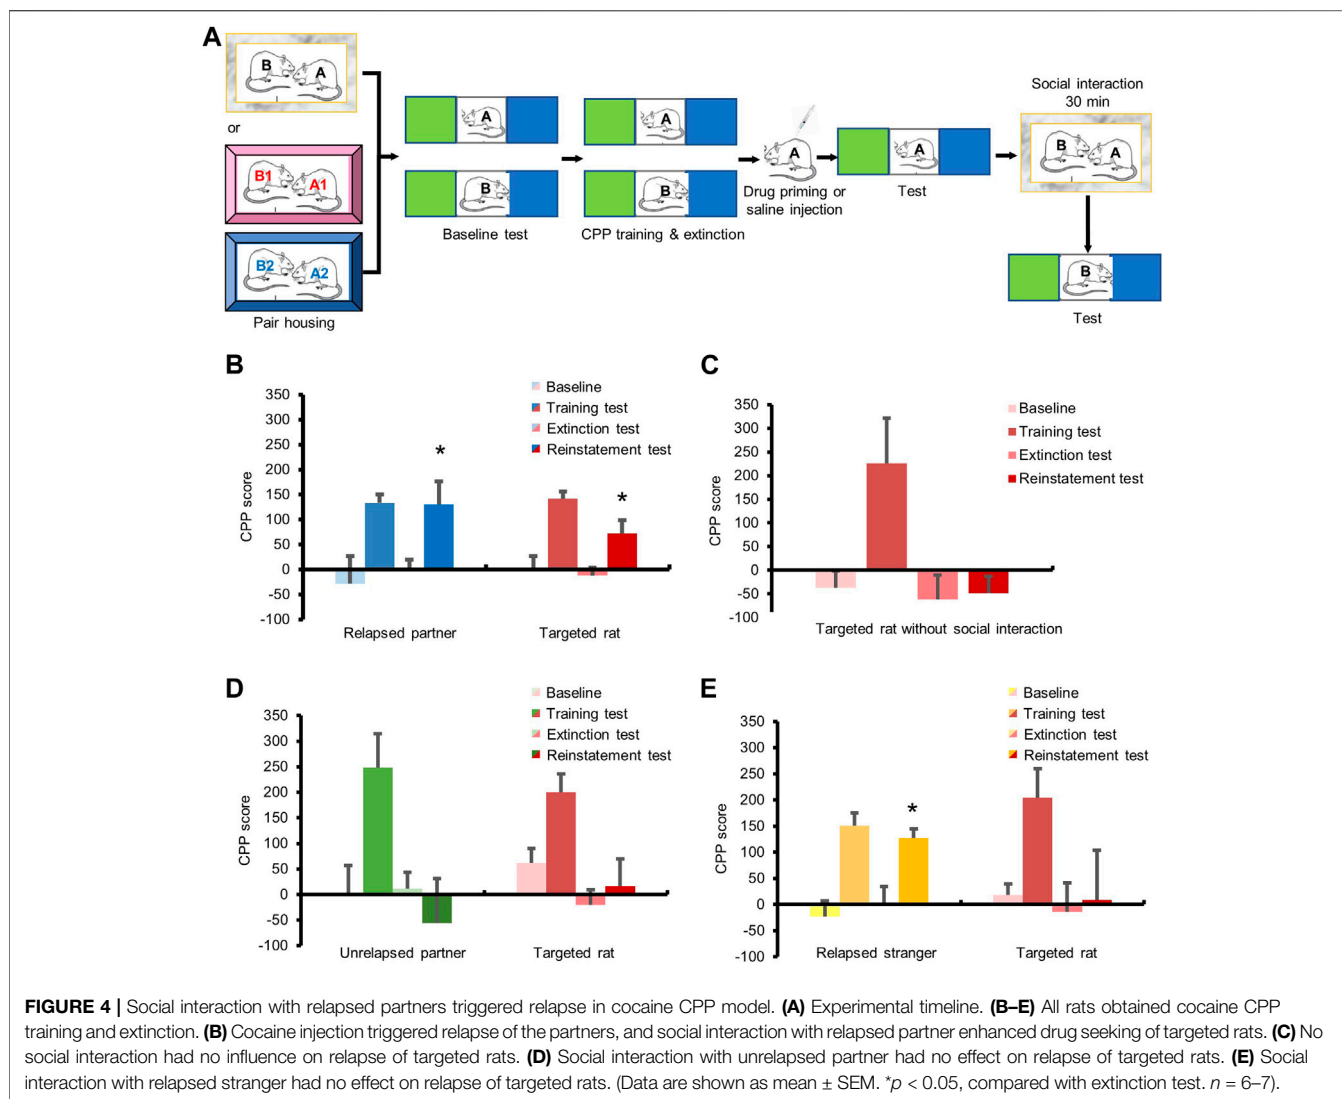 A
B A
or
B1 A1
B2 A2
Pair housing
A
B
Baseline test
A
B
CPP training & extinction
A
Drug priming or
saline injection
A
Test
Social interaction
30 min
B A
B
Test
B
Baseline
Training test
Extinction test
Reinstatement test
CPP score
350
300
250
200
150
100
50
0
-50
-100
*
*
Relapsed partner
Targeted rat
C
Baseline
Training test
Extinction test
Reinstatement test
CPP score
350
300
250
200
150
100
50
0
-50
-100
Targeted rat without social interaction
D
Baseline
Training test
Extinction test
Reinstatement test
CPP score
350
300
250
200
150
100
50
0
-50
-100
Unrelapsed partner
Targeted rat
E
Baseline
Training test
Extinction test
Reinstatement test
CPP score
350
300
250
200
150
100
50
0
-50
-100
*
Relapsed stranger
Targeted rat
FIGURE 4 | Social interaction with relapsed partners triggered relapse in cocaine CPP model. (A) Experimental timeline. (B–E) All rats obtained cocaine CPP
training and extinction. (B) Cocaine injection triggered relapse of the partners, and social interaction with relapsed partner enhanced drug seeking of targeted rats. (C) No
social interaction had no influence on relapse of targeted rats. (D) Social interaction with unrelapsed partner had no effect on relapse of targeted rats. (E) Social
interaction with relapsed stranger had no effect on relapse of targeted rats. (Data are shown as mean ± SEM. *p < 0.05, compared with extinction test. n = 6–7).